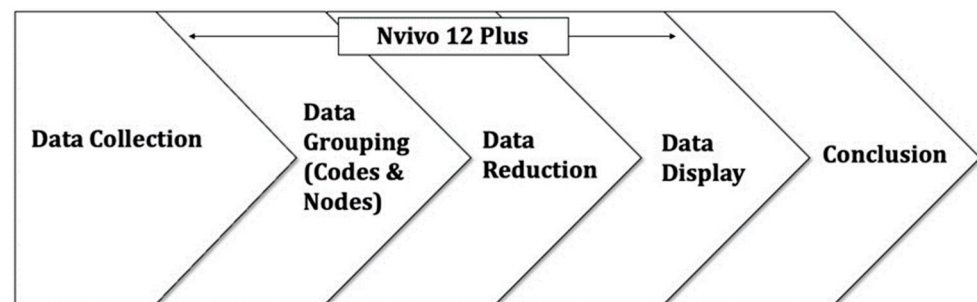 Nvivo 12 Plus
Data Collection
Data
Grouping
(Codes &
Nodes)
Data
Reduction
Data
Display
Conclusion